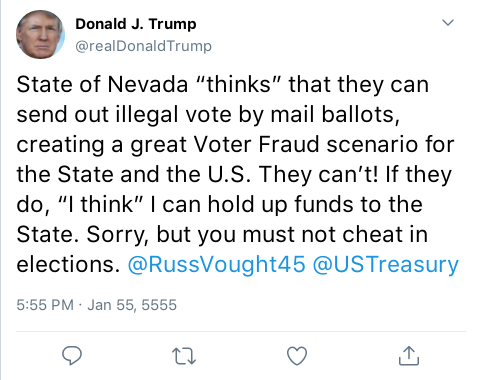 Donald J. Trump
@realDonaldTrump
State of Nevada “thinks” that they can
send out illegal vote by mail ballots,
creating a great Voter Fraud scenario for
the State and the U.S. They can’t! If they
do, “I think” I can hold up funds to the
State. Sorry, but you must not cheat in
elections. @RussVought45 @USTreasury
5:55 PM · Jan 55, 5555